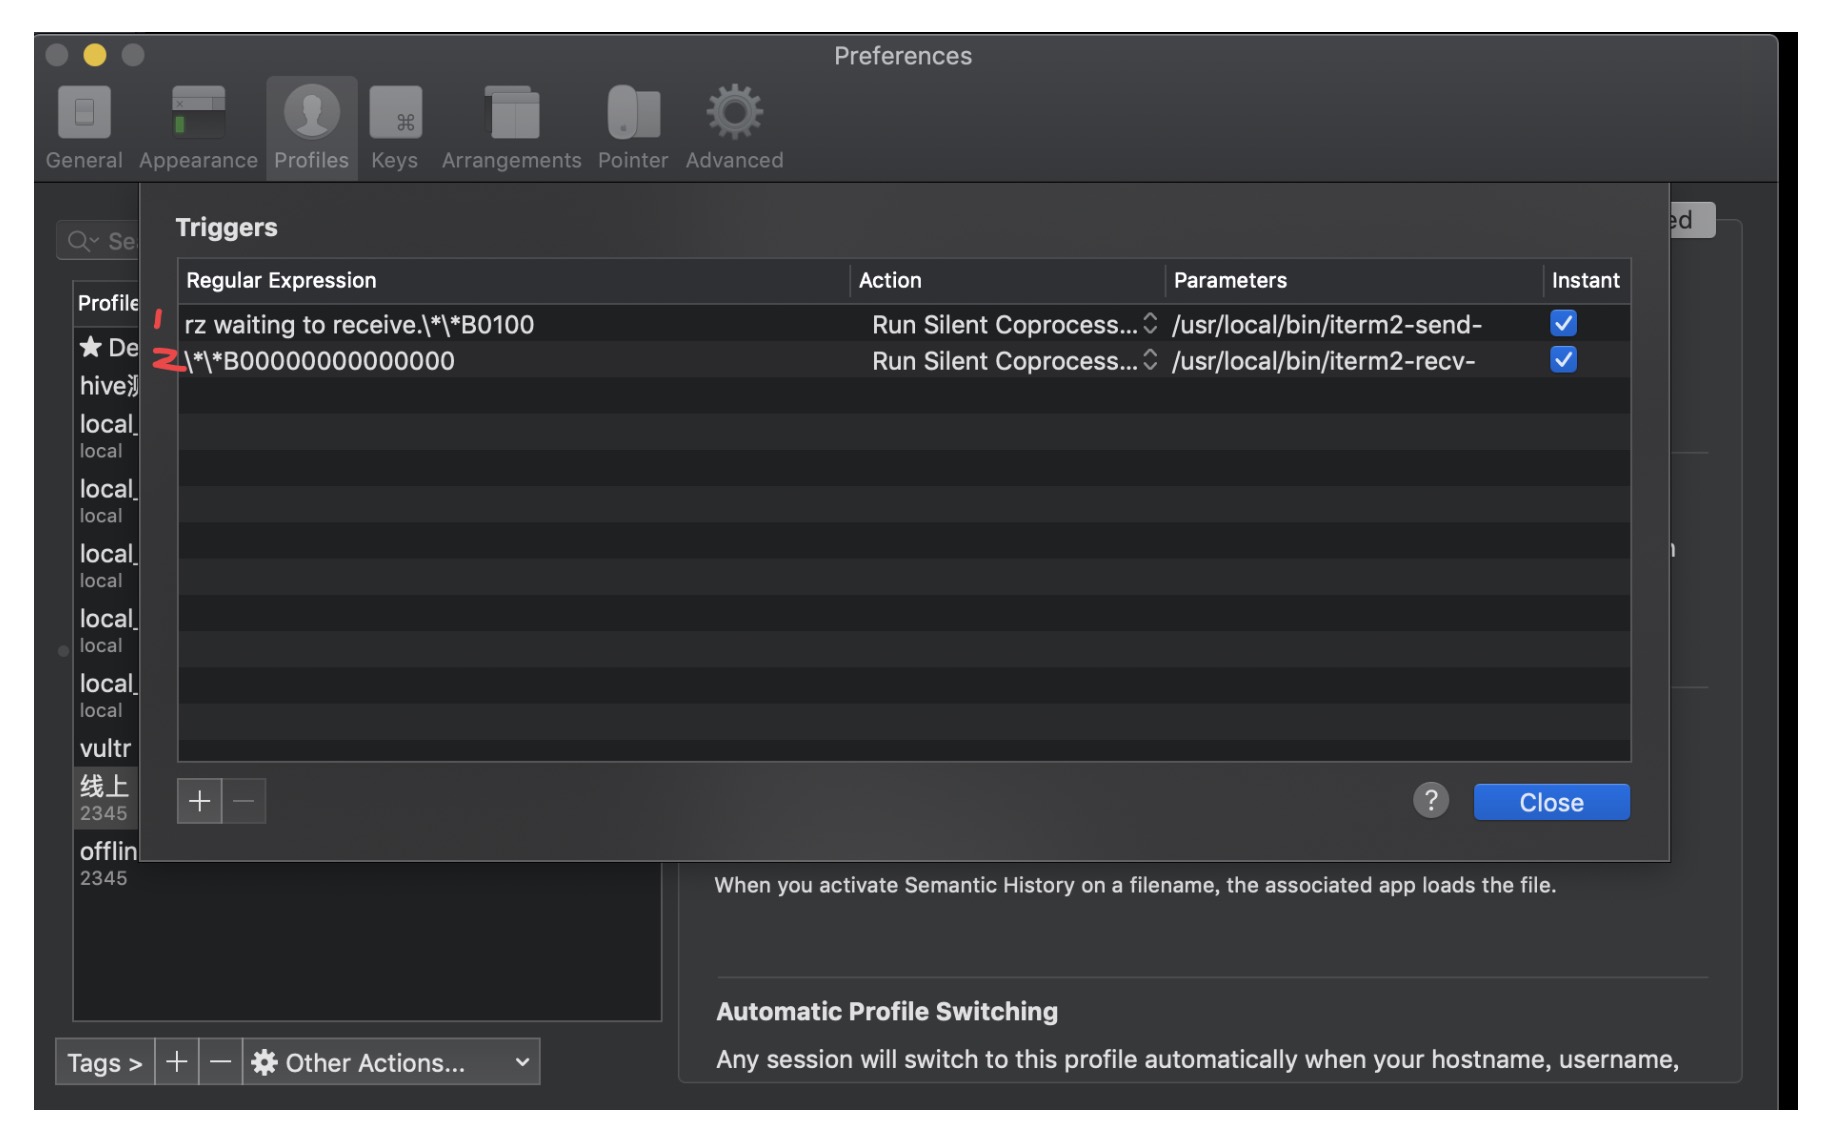 Preferences
General Appearance Profiles Keys Arrangements Pointer Advanced
Triggers
Regular Expression Action Parameters Instant
1 rz waiting to receive.\*\*B0100 Run Silent Coprocess... /usr/local/bin/iterm2-send-
2 \*\*B00000000000000 Run Silent Coprocess... /usr/local/bin/iterm2-recv-
Profile
★ De
local_
local
local_
local
local_
local
local_
local
local_
local
vultr
线上
2345
offlin
2345
+ − ? Close
When you activate Semantic History on a filename, the associated app loads the file.
Automatic Profile Switching
Any session will switch to this profile automatically when your hostname, username,
Tags > + − Other Actions...